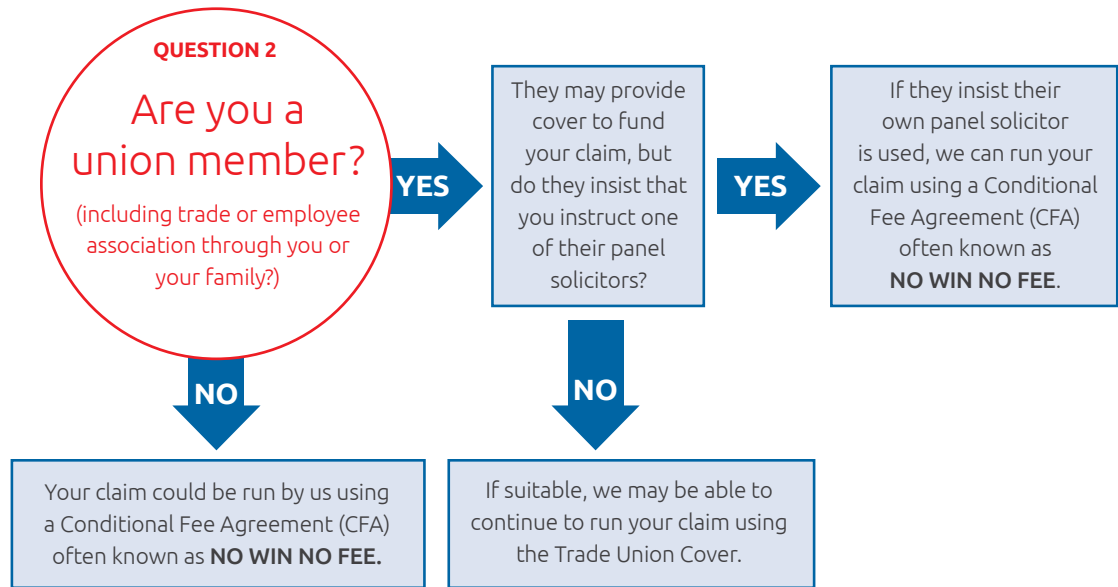 QUESTION 2
Are you a
union member?
(including trade or employee
association through you or
your family?)
YES
They may provide
cover to fund
your claim, but
do they insist that
you instruct one
of their panel
solicitors?
YES
If they insist their
own panel solicitor
is used, we can run your
claim using a Conditional
Fee Agreement (CFA)
often known as
NO WIN NO FEE.
NO
Your claim could be run by us using
a Conditional Fee Agreement (CFA)
often known as NO WIN NO FEE.
NO
If suitable, we may be able to
continue to run your claim using
the Trade Union Cover.